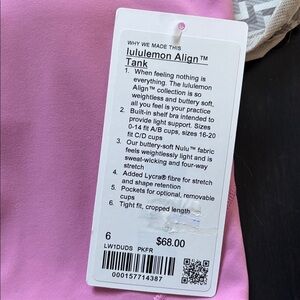 WHY WE MADE THIS
lululemon Align™
Tank
1. When feeling nothing is
everything. The lululemon
Align™ collection is so
weightless and buttery soft,
all you feel is your practice
2. Built-in shelf bra intended to
provide light support. Sizes
0-14 fit A/B cups, sizes 16-20
fit C/D cups
3. Our buttery-soft Nulu™ fabric
feels weightlessly light and is
sweat-wicking and four-way
stretch
4. Added Lycra® fibre for stretch
and shape retention
5. Pockets for optional, removable
cups
6. Tight fit, cropped length
6 $68.00
LW1DUDS PKFR
000157714387